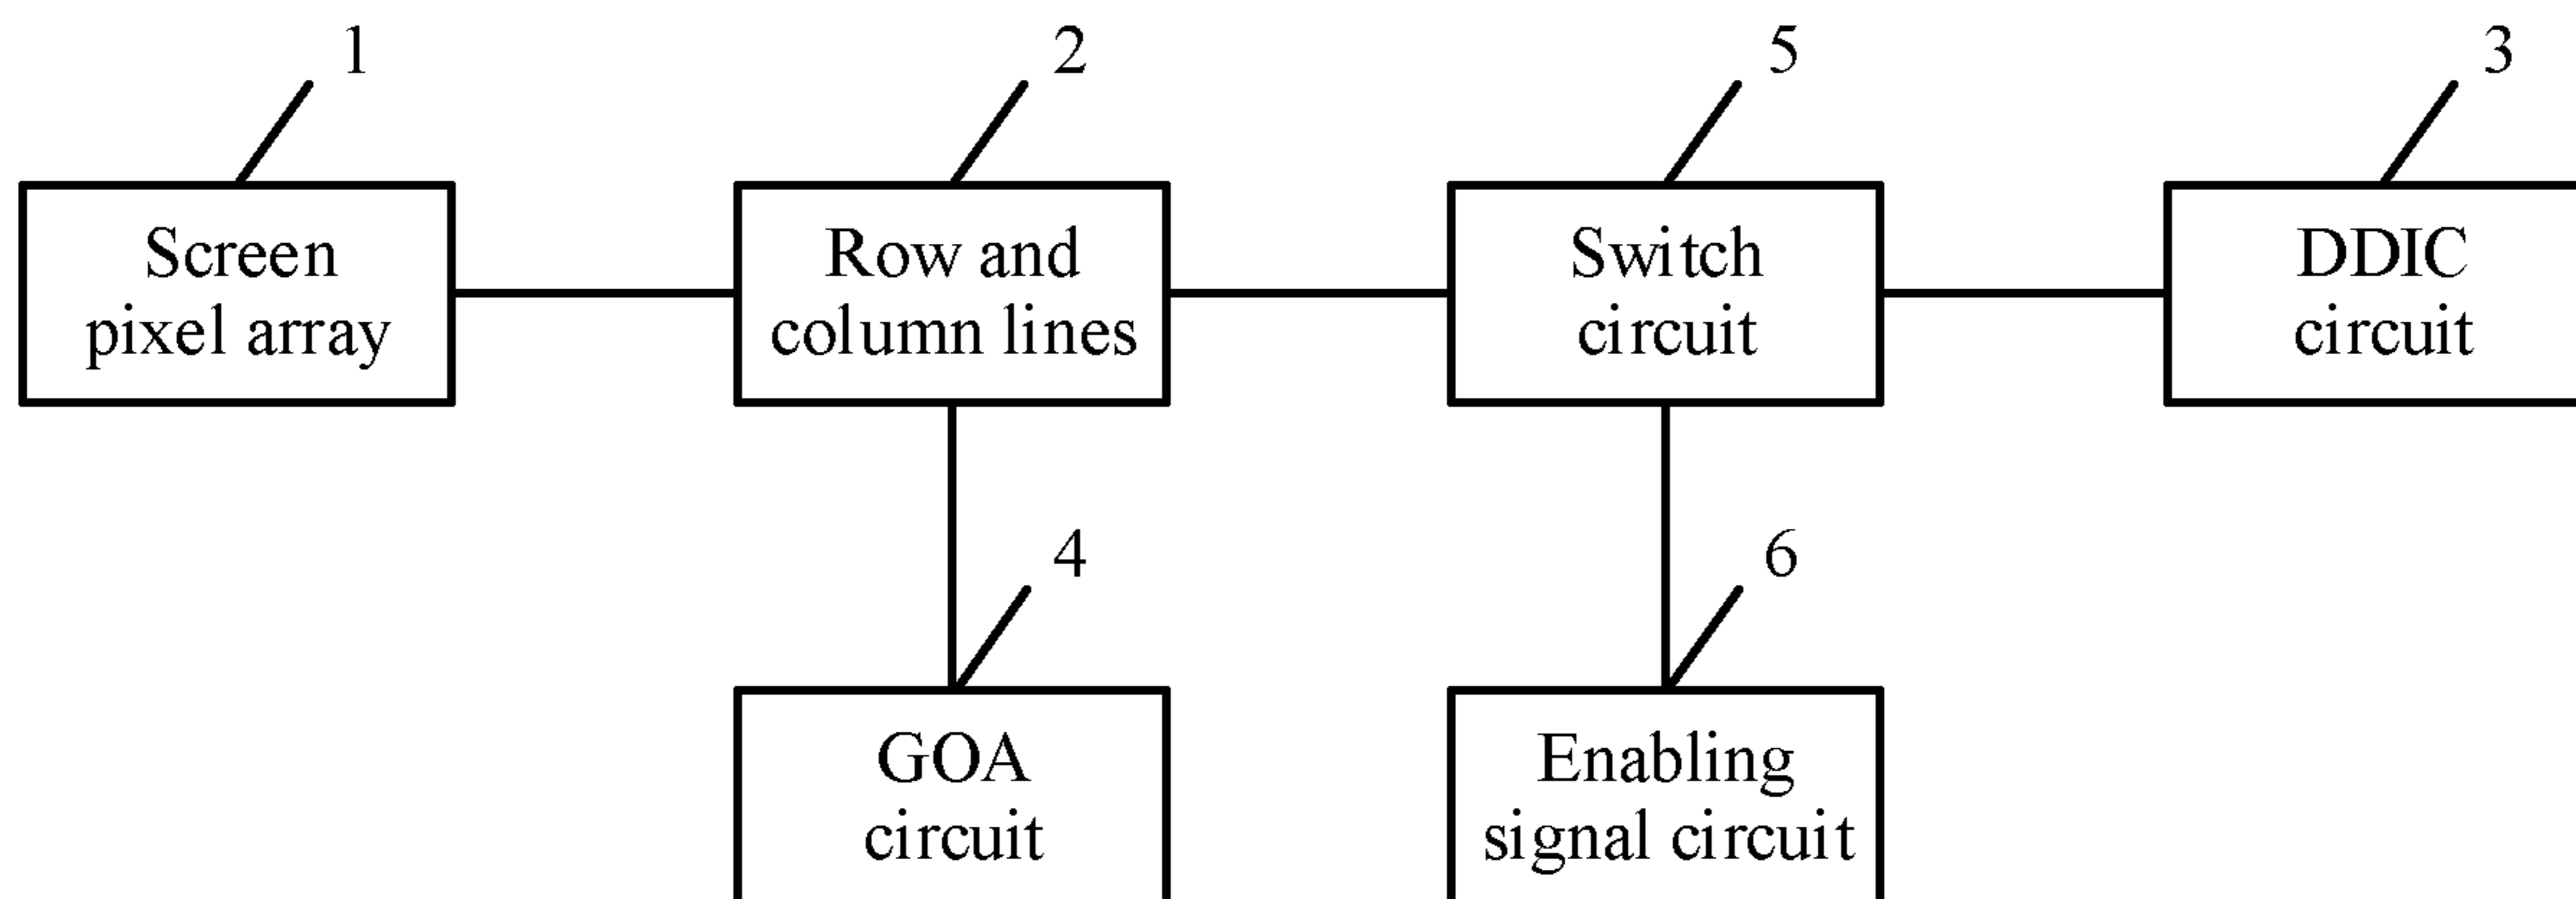 1
2
5
3
Screen
pixel array
Row and
column lines
Switch
circuit
DDIC
circuit
4
6
GOA
circuit
Enabling
signal circuit